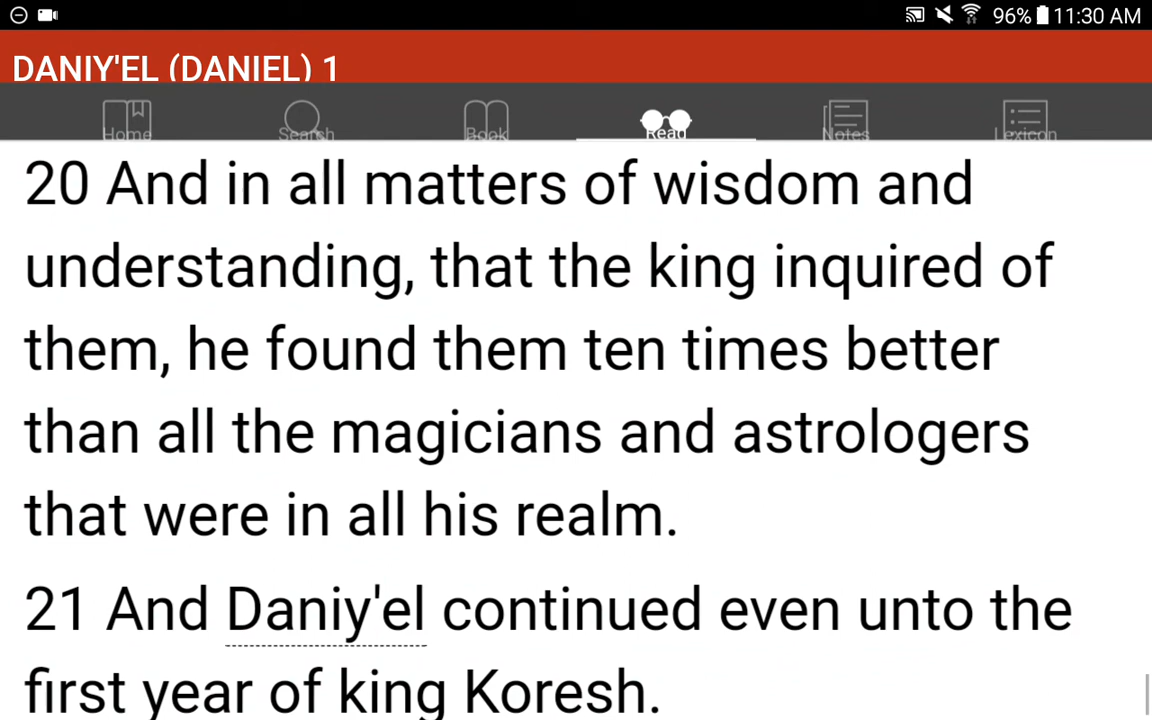 96% 11:30 AM
DANIY'EL (DANIEL) 1
Home Search Book Read Notes Lexicon
20 And in all matters of wisdom and
understanding, that the king inquired of
them, he found them ten times better
than all the magicians and astrologers
that were in all his realm.
21 And Daniy'el continued even unto the
first year of king Koresh.